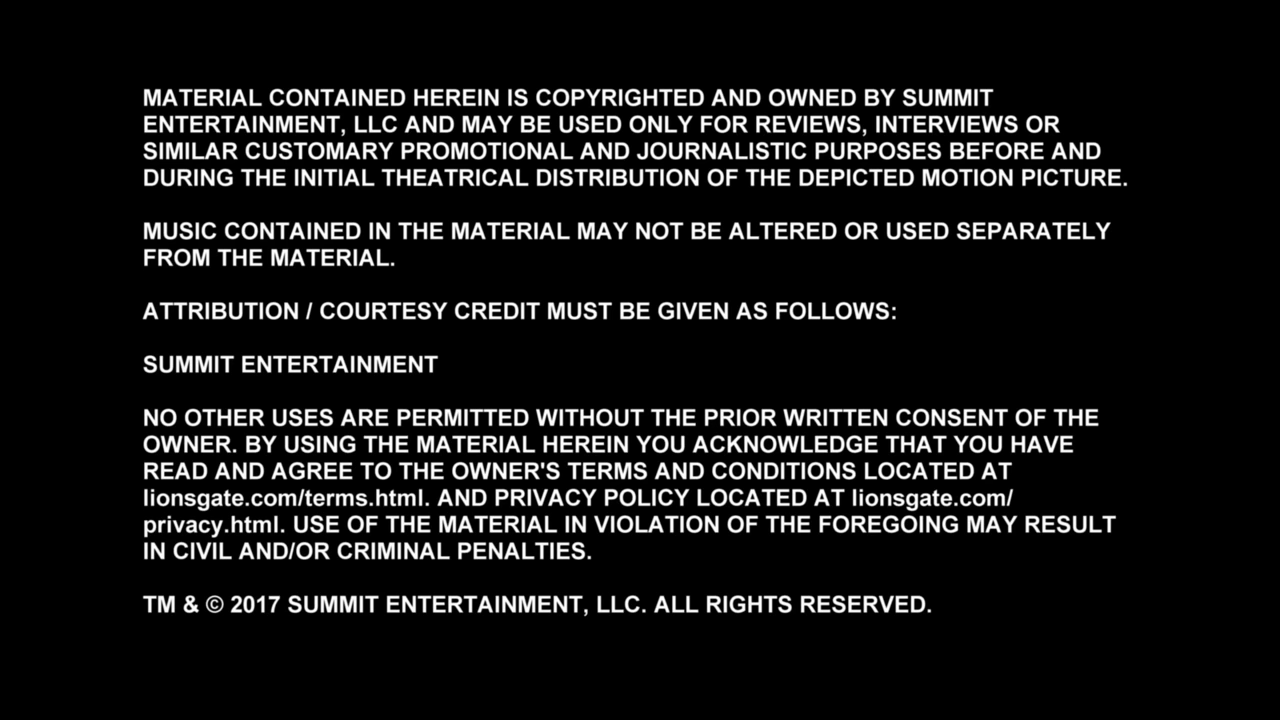 MATERIAL CONTAINED HEREIN IS COPYRIGHTED AND OWNED BY SUMMIT
ENTERTAINMENT, LLC AND MAY BE USED ONLY FOR REVIEWS, INTERVIEWS OR
SIMILAR CUSTOMARY PROMOTIONAL AND JOURNALISTIC PURPOSES BEFORE AND
DURING THE INITIAL THEATRICAL DISTRIBUTION OF THE DEPICTED MOTION PICTURE.
MUSIC CONTAINED IN THE MATERIAL MAY NOT BE ALTERED OR USED SEPARATELY
FROM THE MATERIAL.
ATTRIBUTION / COURTESY CREDIT MUST BE GIVEN AS FOLLOWS:
SUMMIT ENTERTAINMENT
NO OTHER USES ARE PERMITTED WITHOUT THE PRIOR WRITTEN CONSENT OF THE
OWNER. BY USING THE MATERIAL HEREIN YOU ACKNOWLEDGE THAT YOU HAVE
READ AND AGREE TO THE OWNER'S TERMS AND CONDITIONS LOCATED AT
lionsgate.com/terms.html. AND PRIVACY POLICY LOCATED AT lionsgate.com/
privacy.html. USE OF THE MATERIAL IN VIOLATION OF THE FOREGOING MAY RESULT
IN CIVIL AND/OR CRIMINAL PENALTIES.
TM & © 2017 SUMMIT ENTERTAINMENT, LLC. ALL RIGHTS RESERVED.